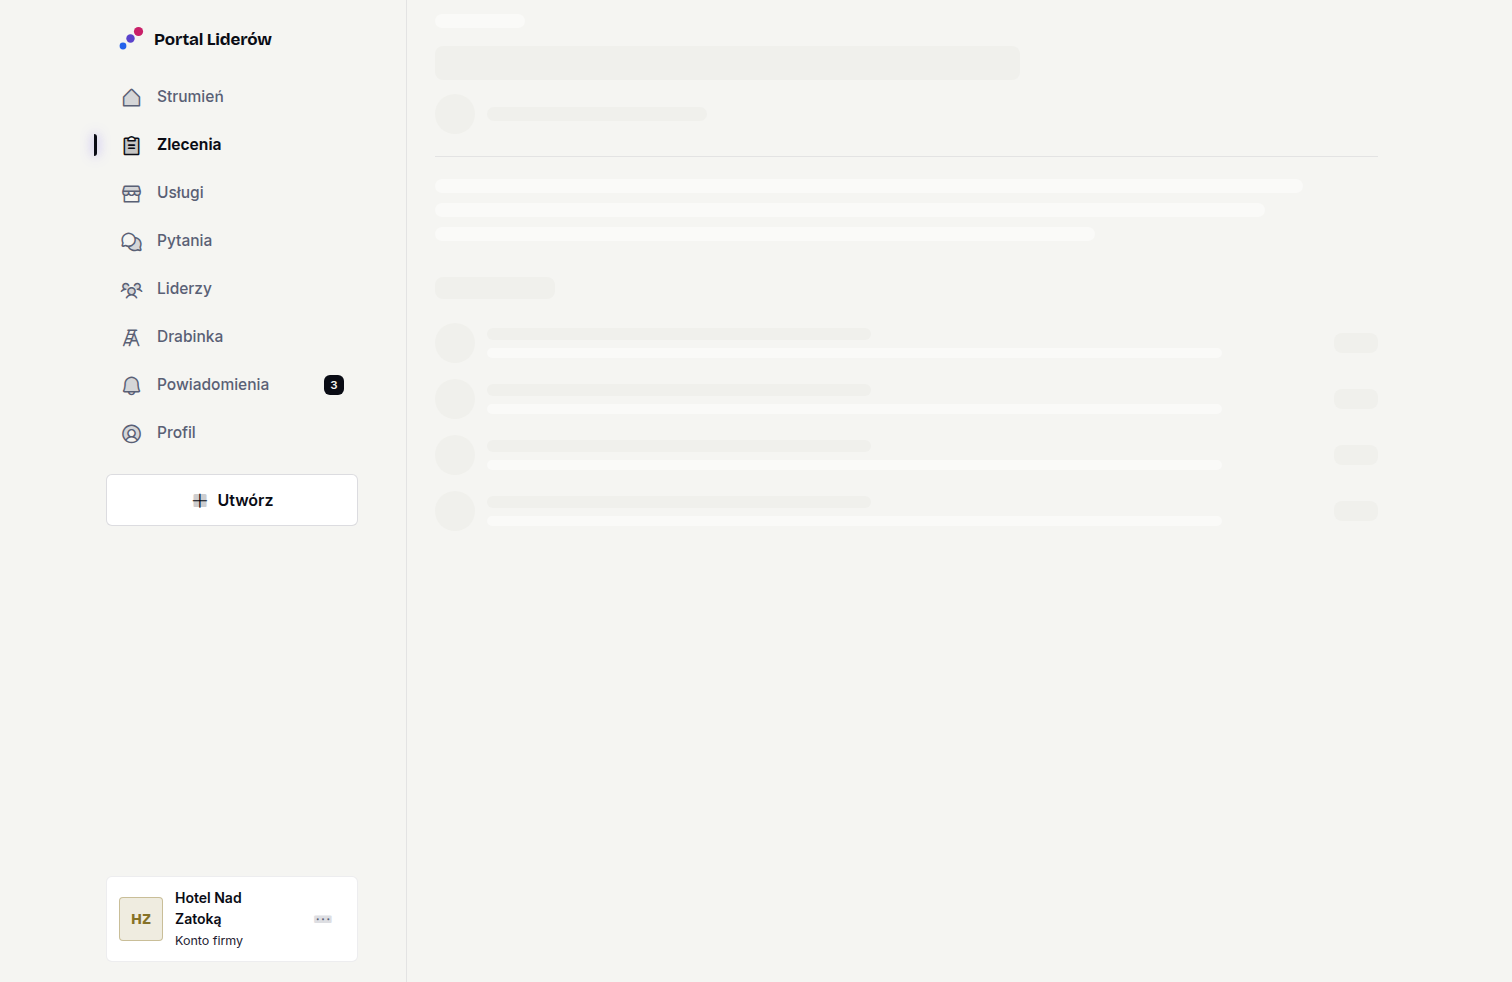 Portal Liderów
Strumień
Zlecenia
Usługi
Pytania
Liderzy
Drabinka
Powiadomienia 3
Profil
Utwórz
HZ
Hotel Nad
Zatoką
Konto firmy